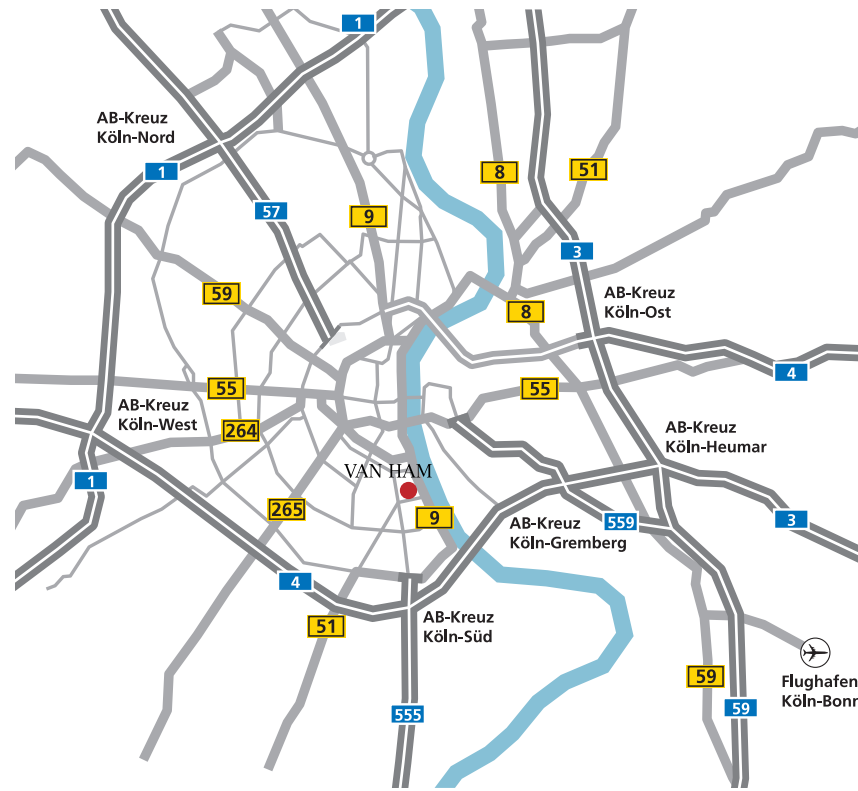 1
AB-Kreuz
Köln-Nord
1
8
51
57
9
3
59
AB-Kreuz
Köln-Ost
8
4
55
55
AB-Kreuz
Köln-West
264
AB-Kreuz
Köln-Heumar
VAN HAM
1
265
9
AB-Kreuz
Köln-Gremberg
559
3
4
51
AB-Kreuz
Köln-Süd
Flughafen
Köln-Bonn
59
59
555